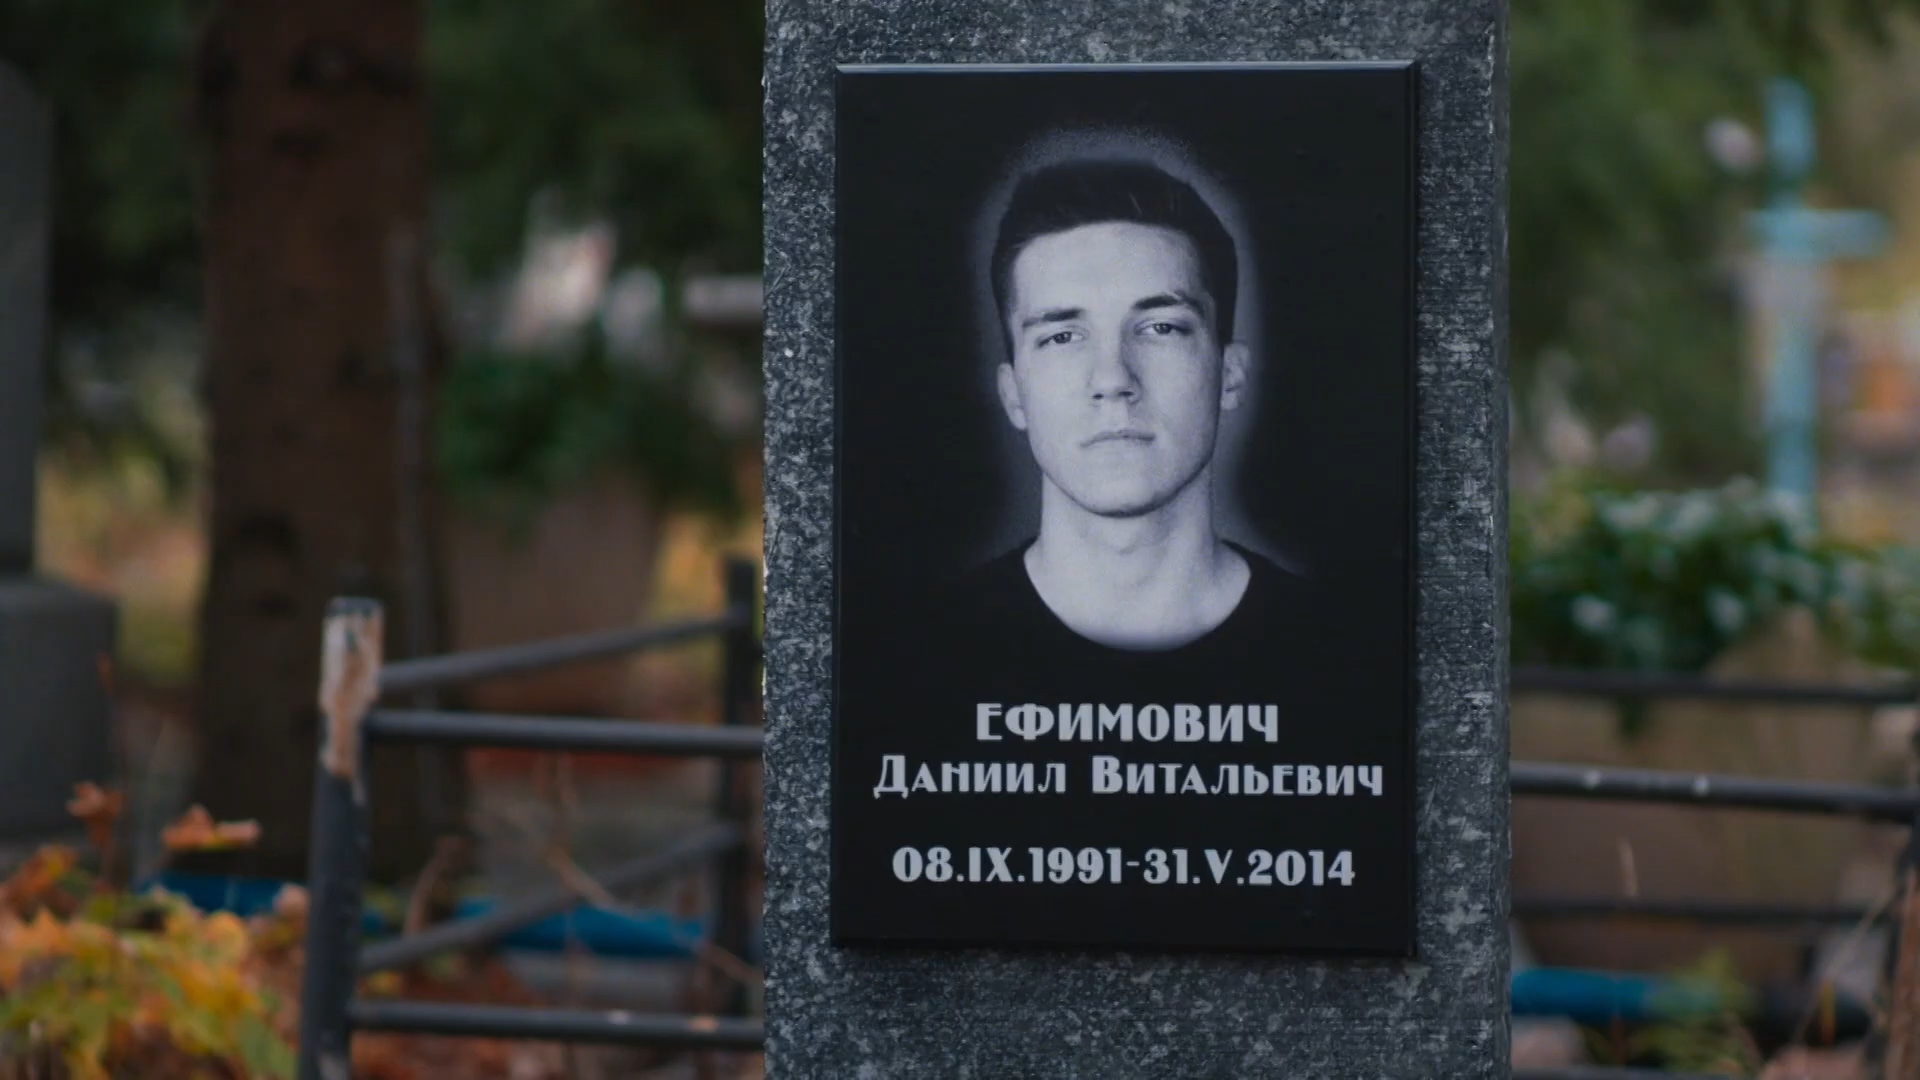 ЕФИМОВИЧ
Даниил Витальевич
08.IX.1991-31.V.2014